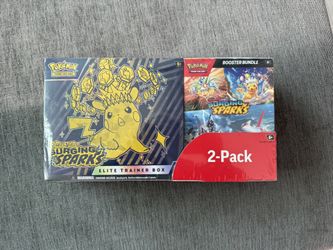 Pokémon
SURGING
SPARKS
ELITE TRAINER BOX
Pokémon
BOOSTER BUNDLE
SURGING
SPARKS
2-Pack